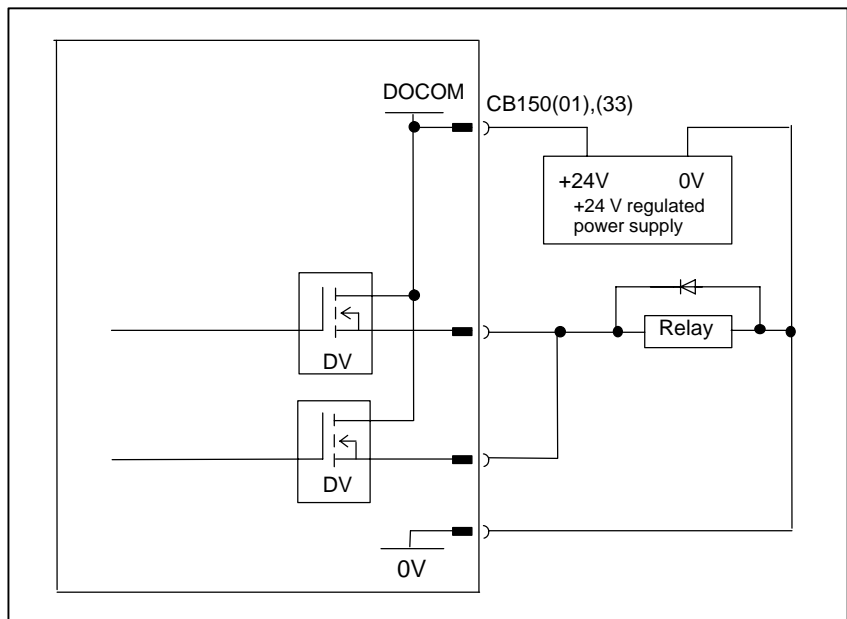 DOCOM
CB150(01),(33)
+24V 0V
+24 V regulated
power supply
Relay
DV
DV
0V